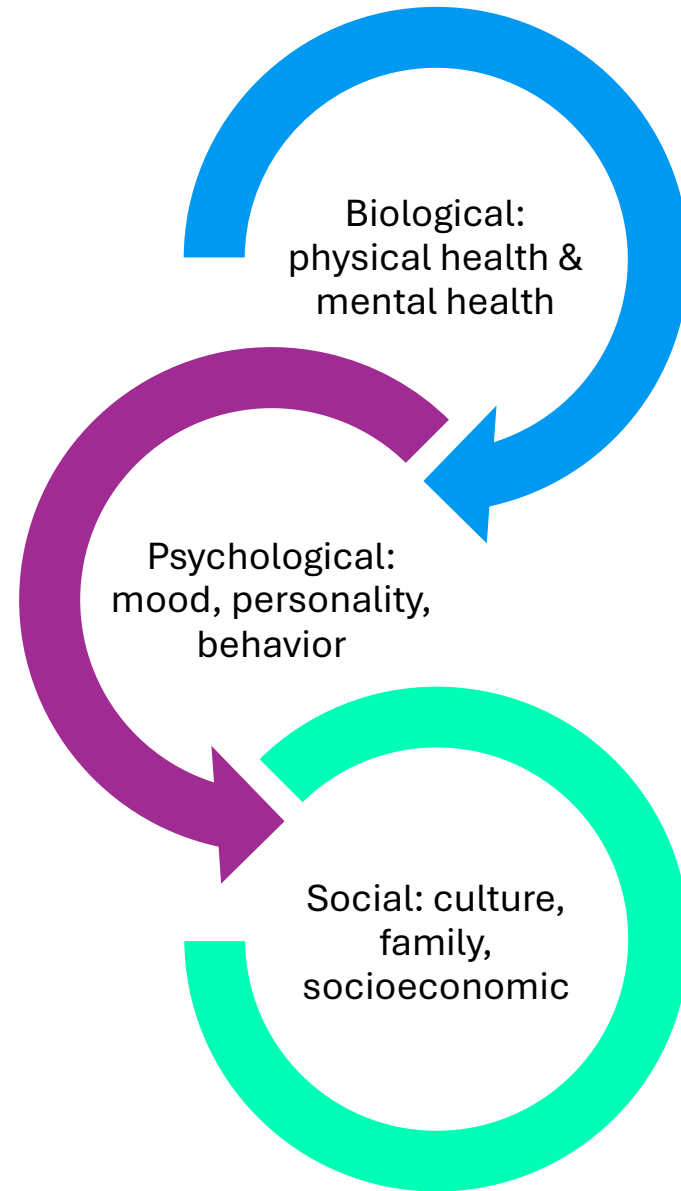 Biological:
physical health &
mental health
Psychological:
mood, personality,
behavior
Social: culture,
family,
socioeconomic